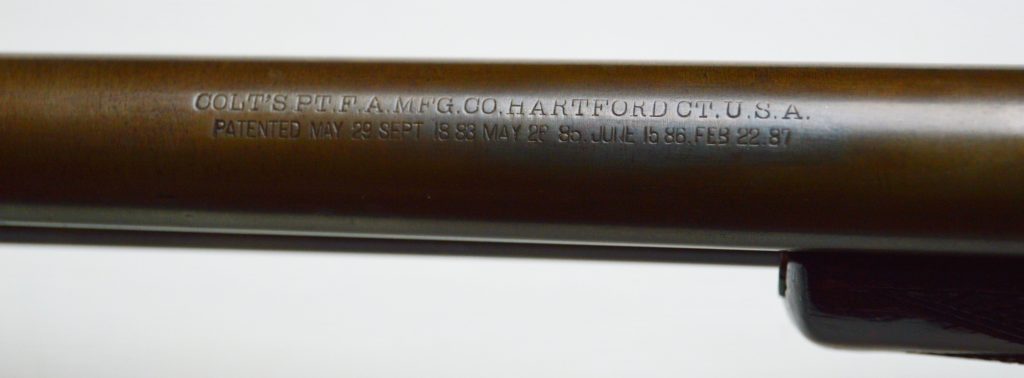 COLT'S.PT.F.A.MFG.CO.HARTFORD CT.U.S.A.
PATENTED MAY 29 SEPT 18 83 MAY 26 85.JUNE 15 86.FEB 22.87